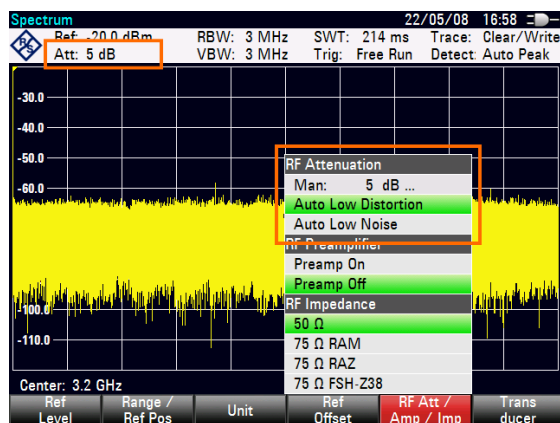 Spectrum 22/05/08 16:58
Ref: -20.0 dBm RBW: 3 MHz SWT: 214 ms Trace: Clear/Write
Att: 5 dB VBW: 3 MHz Trig: Free Run Detect: Auto Peak
-30.0
-40.0
-50.0
-60.0
-100.0
-110.0
RF Attenuation
Man: 5 dB ...
Auto Low Distortion
Auto Low Noise
RF Preamplifier
Preamp On
Preamp Off
RF Impedance
50 Ω
75 Ω RAM
75 Ω RAZ
75 Ω FSH-Z38
Center: 3.2 GHz
Ref Level
Range / Ref Pos
Unit
Ref Offset
RF Att / Amp / Imp
Trans ducer